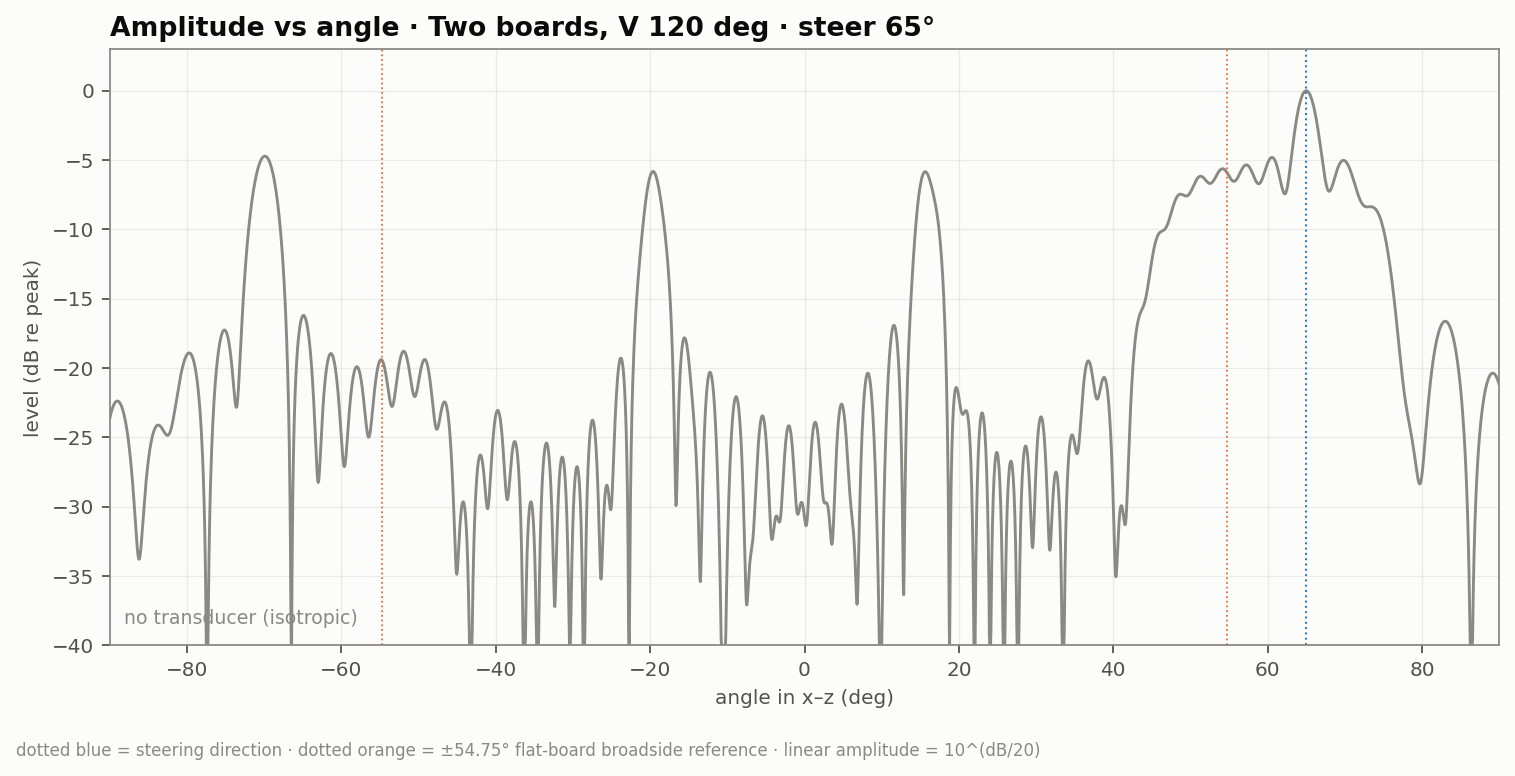 Amplitude vs angle · Two boards, V 120 deg · steer 65°
level (dB re peak)
0
−5
−10
−15
−20
−25
−30
−35
−40
no transducer (isotropic)
−80 −60 −40 −20 0 20 40 60 80
angle in x–z (deg)
dotted blue = steering direction · dotted orange = ±54.75° flat-board broadside reference · linear amplitude = 10^(dB/20)